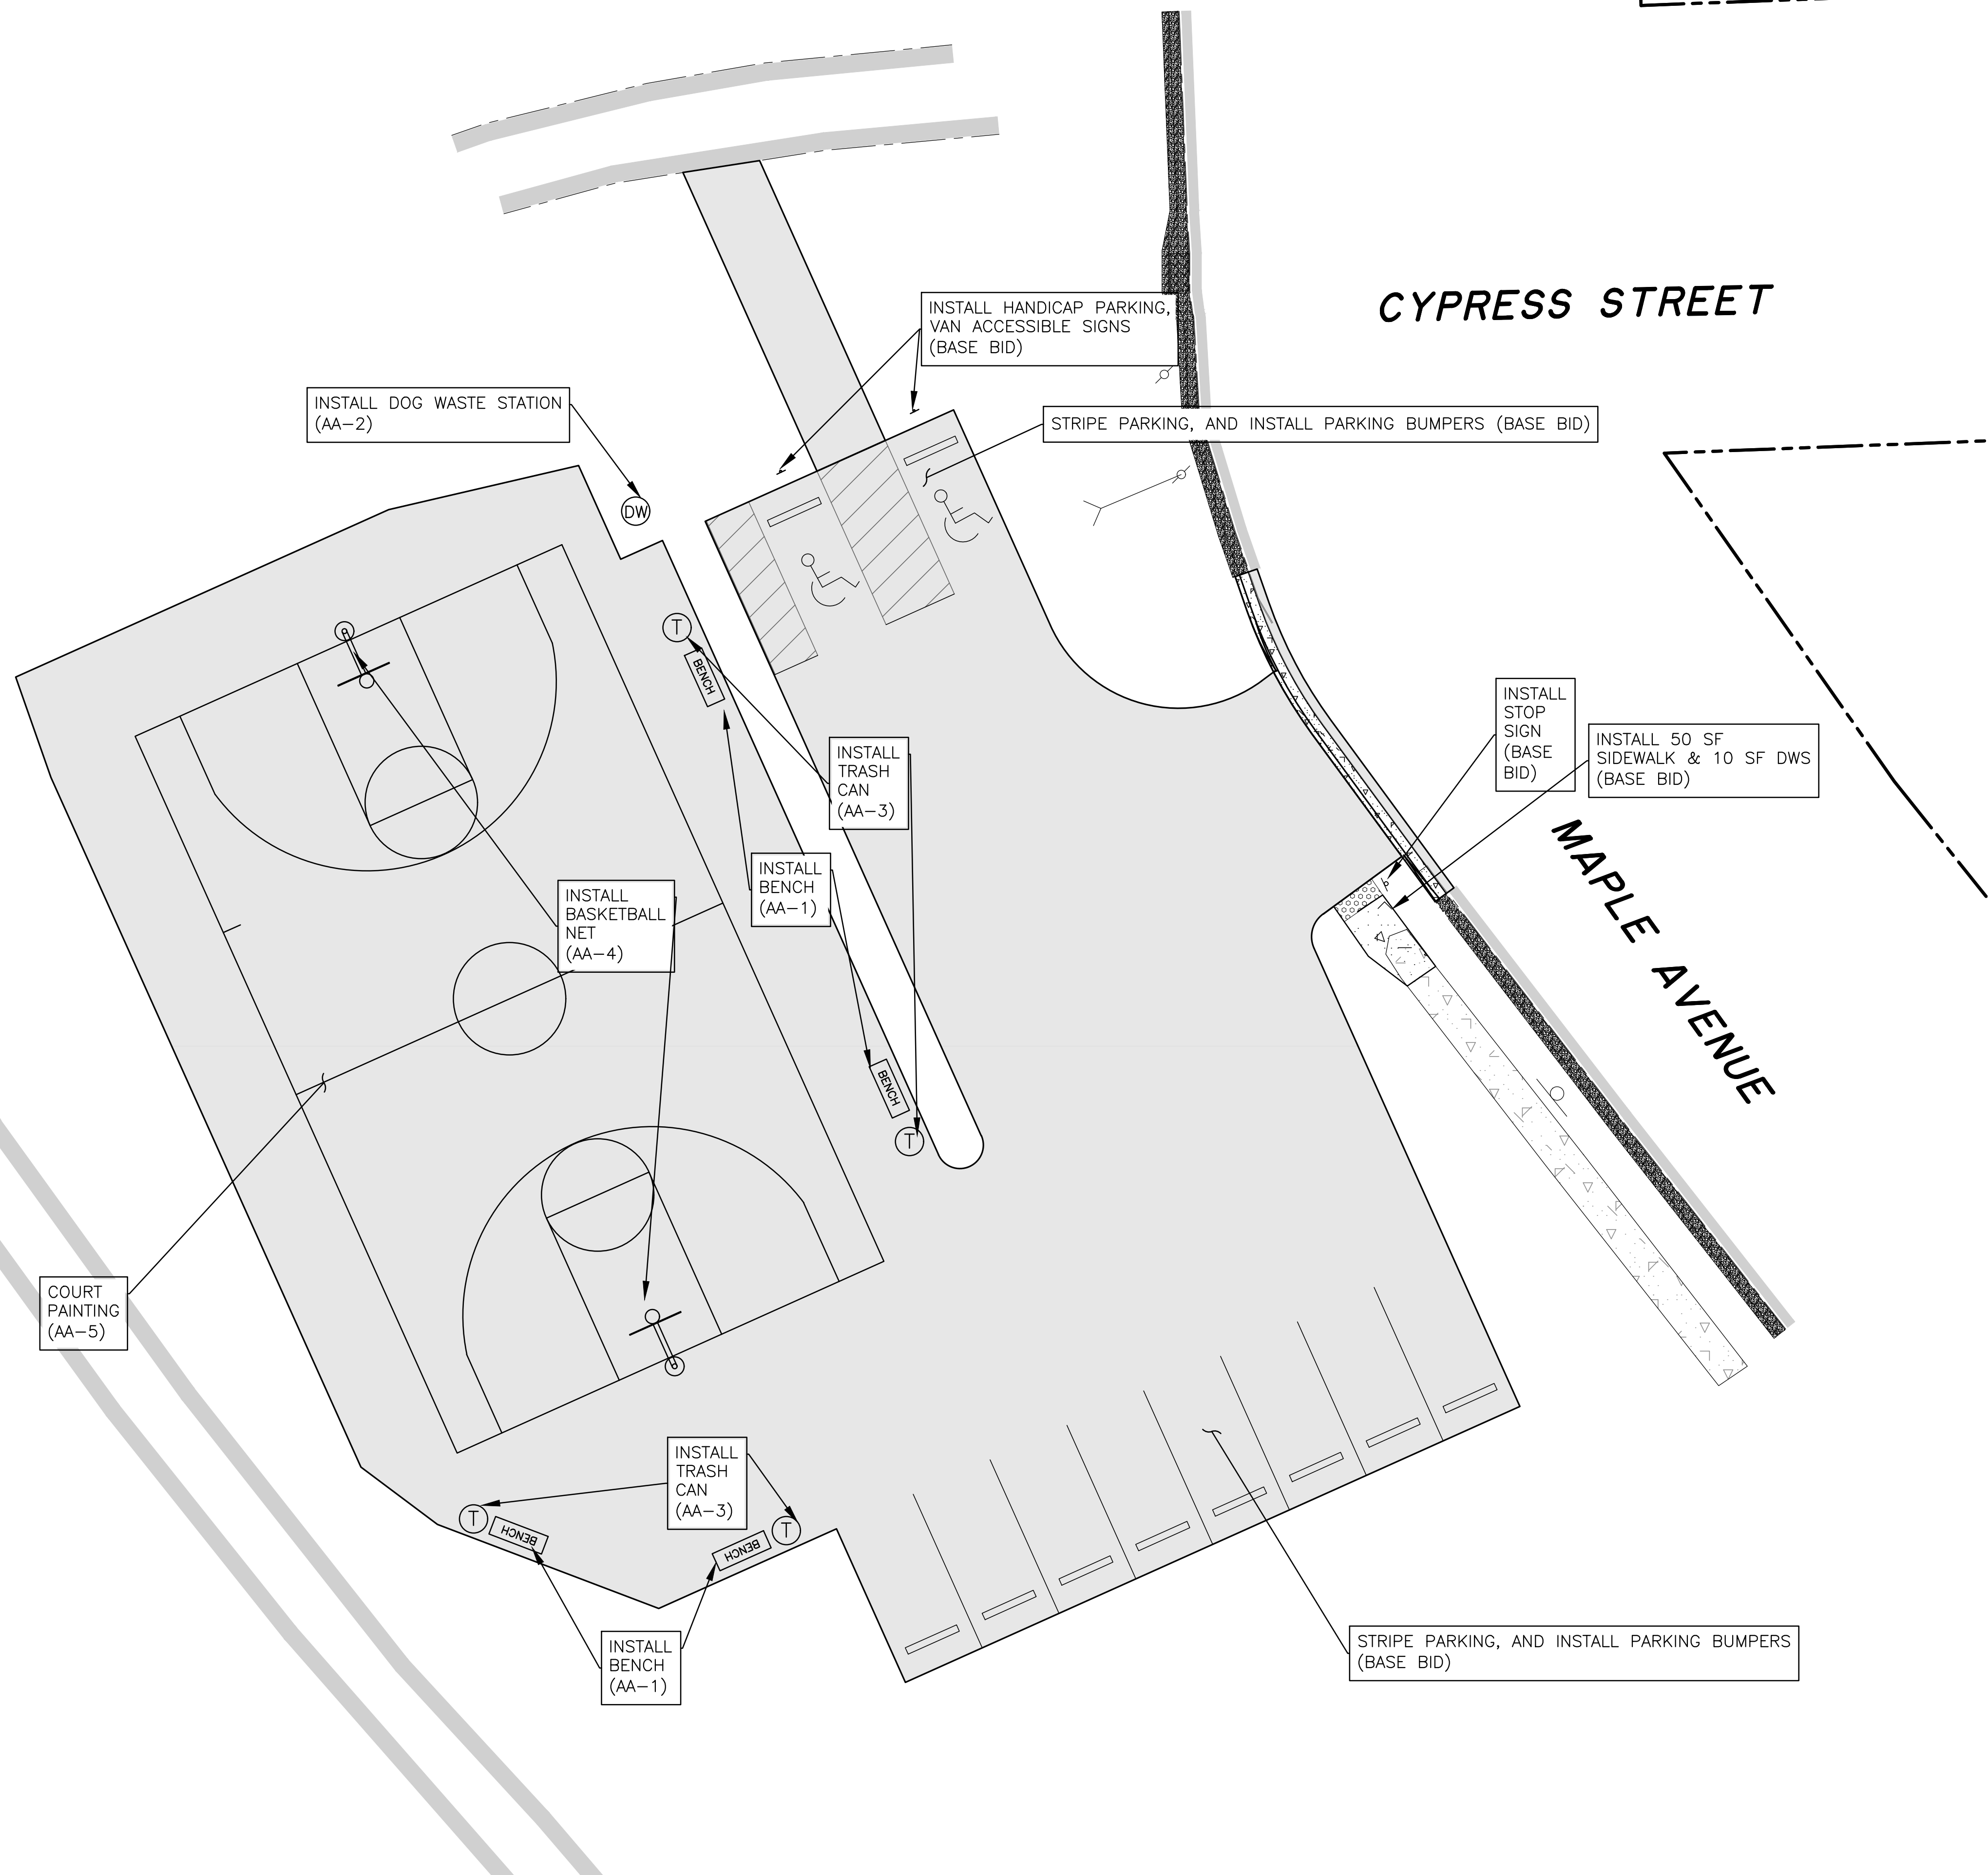 CYPRESS STREET
INSTALL HANDICAP PARKING,
VAN ACCESSIBLE SIGNS
(BASE BID)
INSTALL DOG WASTE STATION
(AA-2)
STRIPE PARKING, AND INSTALL PARKING BUMPERS (BASE BID)
DW
T
BENCH
INSTALL
STOP
SIGN
(BASE
BID)
INSTALL 50 SF
SIDEWALK & 10 SF DWS
(BASE BID)
INSTALL
TRASH
CAN
(AA-3)
MAPLE AVENUE
INSTALL
BENCH
(AA-1)
INSTALL
BASKETBALL
NET
(AA-4)
BENCH
T
COURT
PAINTING
(AA-5)
INSTALL
TRASH
CAN
(AA-3)
T
BENCH
BENCH
T
INSTALL
BENCH
(AA-1)
STRIPE PARKING, AND INSTALL PARKING BUMPERS
(BASE BID)